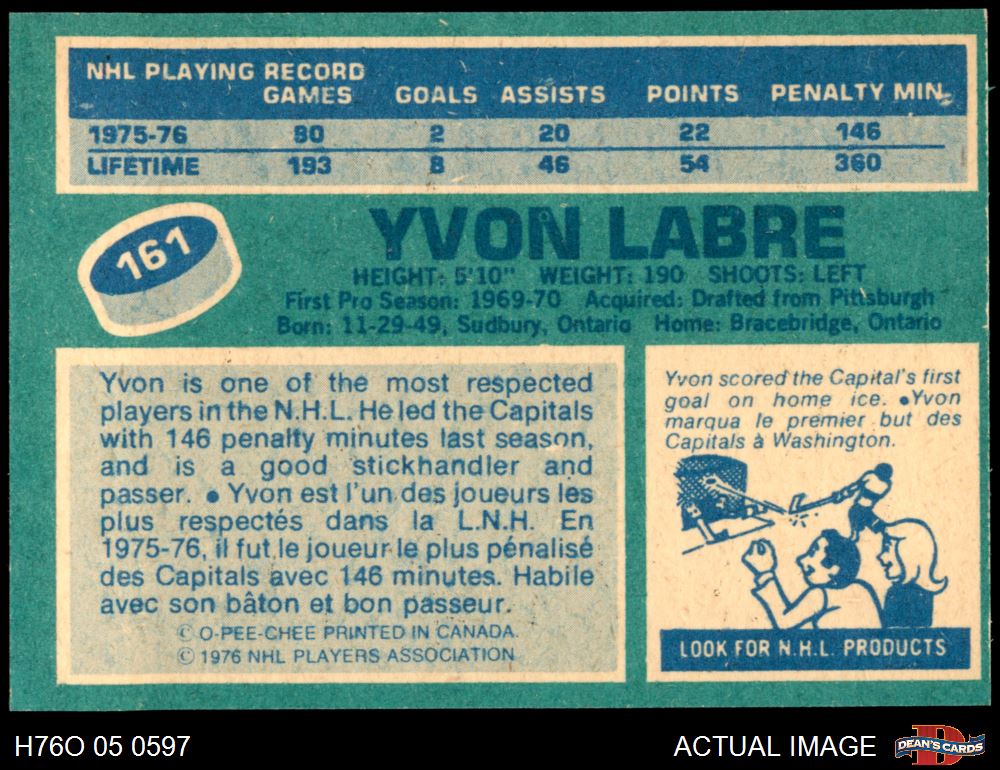 NHL PLAYING RECORD
GAMES GOALS ASSISTS POINTS PENALTY MIN.
1975-76 80 2 20 22 146
LIFETIME 193 8 46 54 360
161
YVON LABRE
HEIGHT: 5'10" WEIGHT: 190 SHOOTS: LEFT
First Pro Season: 1969-70 Acquired: Drafted from Pittsburgh
Born: 11-29-49, Sudbury, Ontario Home: Bracebridge, Ontario
Yvon is one of the most respected
players in the N.H.L. He led the Capitals
with 146 penalty minutes last season,
and is a good stickhandler and
passer. • Yvon est l'un des joueurs les
plus respectés dans la L.N.H. En
1975-76, il fut le joueur le plus pénalisé
des Capitals avec 146 minutes. Habile
avec son bâton et bon passeur.
© O-PEE-CHEE PRINTED IN CANADA.
© 1976 NHL PLAYERS ASSOCIATION
Yvon scored the Capital's first
goal on home ice. •Yvon
marqua le premier but des
Capitals à Washington.
LOOK FOR N.H.L. PRODUCTS
H76O 05 0597
ACTUAL IMAGE
D
DEAN'S CARDS